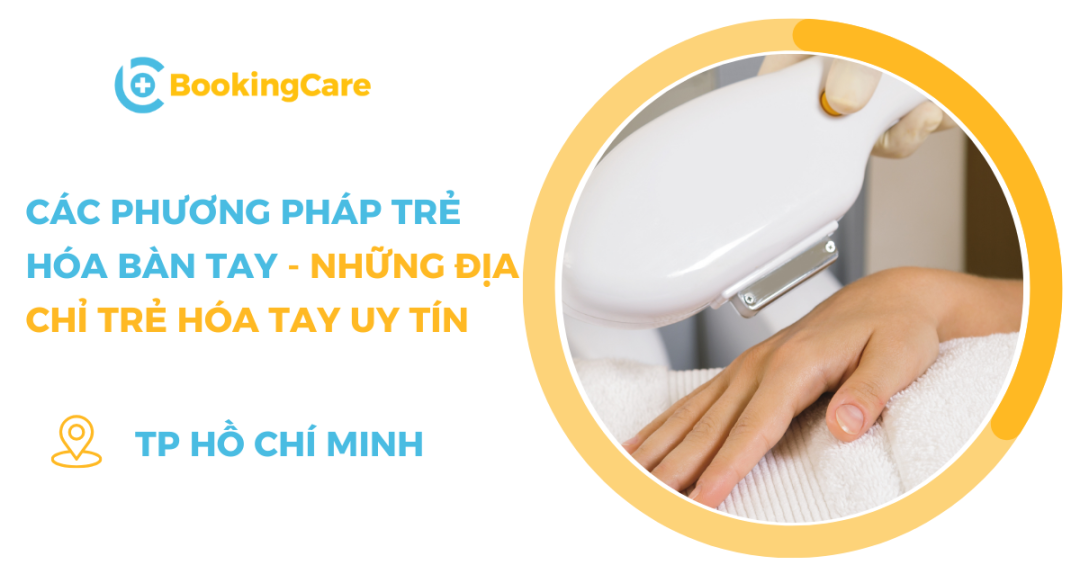 BookingCare
CÁC PHƯƠNG PHÁP TRẺ
HÓA BÀN TAY - NHỮNG ĐỊA
CHỈ TRẺ HÓA TAY UY TÍN
TP HỒ CHÍ MINH